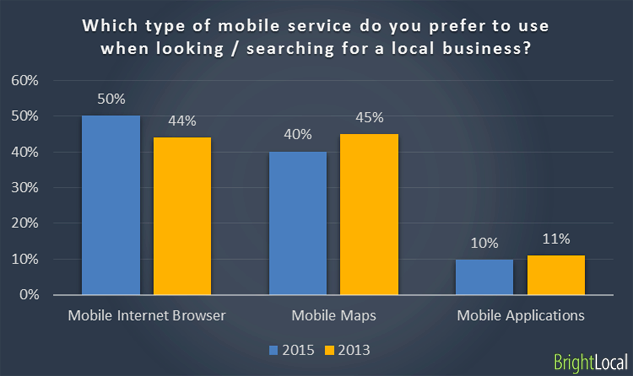 Which type of mobile service do you prefer to use
when looking / searching for a local business?
60%
50%
40%
30%
20%
10%
0%
50%
44%
40%
45%
10%
11%
Mobile Internet Browser
Mobile Maps
Mobile Applications
2015
2013
BrightLocal